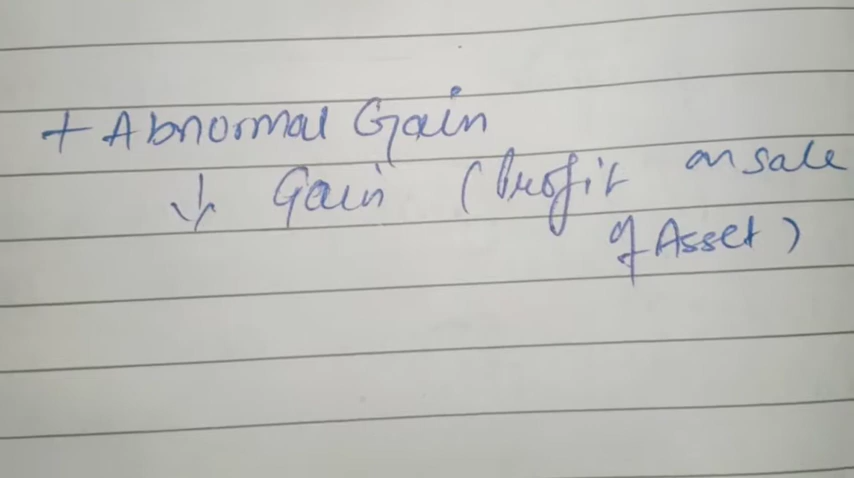 + Abnormal Gain
↓ Gain (Profit on sale
of Asset)